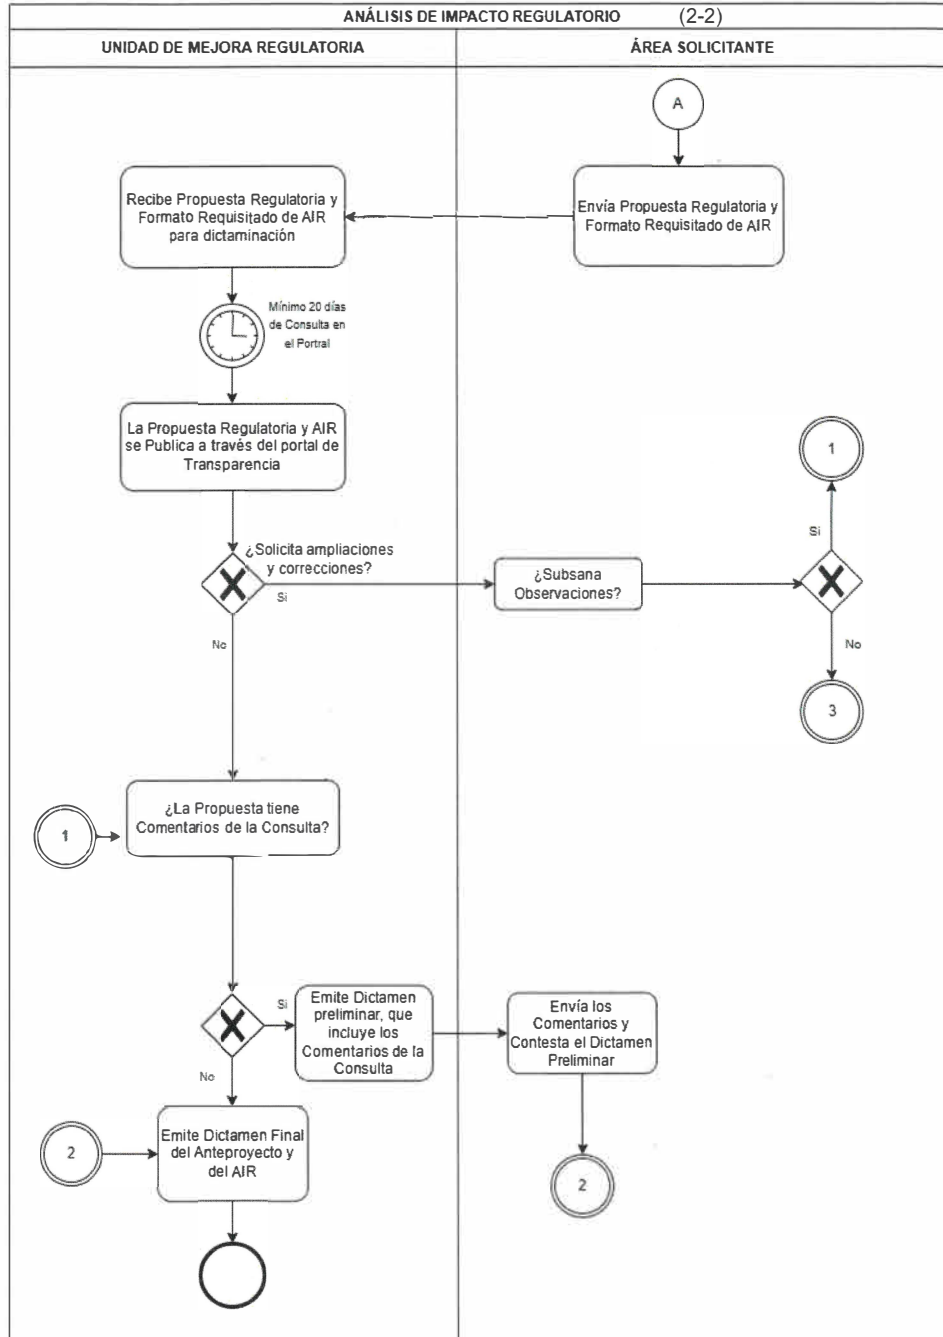 ANÁLISIS DE IMPACTO REGULATORIO (2-2)
UNIDAD DE MEJORA REGULATORIA
ÁREA SOLICITANTE
A
Recibe Propuesta Regulatoria y
Formato Requisitado de AIR
para dictaminación
Envía Propuesta Regulatoria y
Formato Requisitado de AIR
Mínimo 20 días
de Consulta en
el Portral
La Propuesta Regulatoria y AIR
se Publica a través del portal de
Transparencia
1
Si
¿Solicita ampliaciones
y correcciones?
Si
¿Subsana
Observaciones?
No
No
3
¿La Propuesta tiene
Comentarios de la Consulta?
1
Si
Emite Dictamen
preliminar, que
incluye los
Comentarios de la
Consulta
Envía los
Comentarios y
Contesta el Dictamen
Preliminar
No
Emite Dictamen Final
del Anteproyecto y
del AIR
2
2